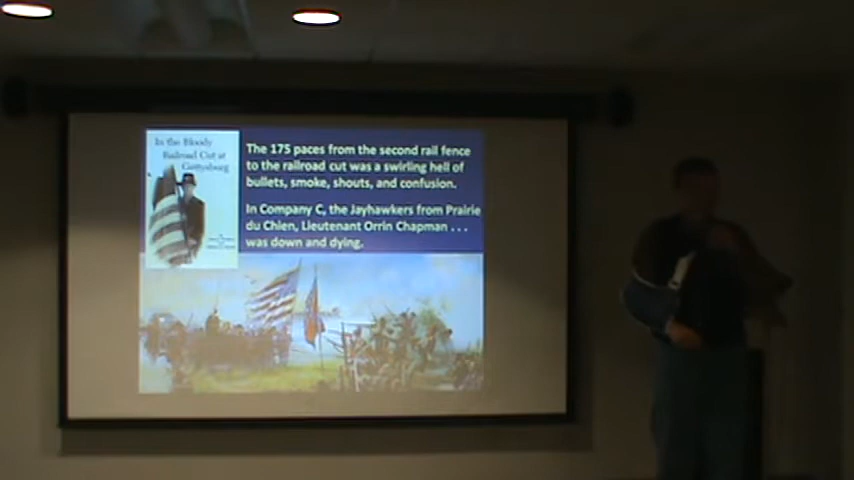 In the Bloody
Railroad Cut at
Gettysburg
The 175 paces from the second rail fence
to the railroad cut was a swirling hell of
bullets, smoke, shouts, and confusion.
In Company C, the Jayhawkers from Prairie
du Chien, Lieutenant Orrin Chapman . . .
was down and dying.